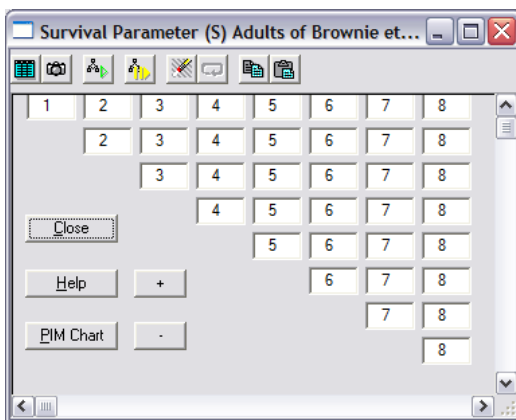 Survival Parameter (S) Adults of Brownie et...
1 2 3 4 5 6 7 8
2 3 4 5 6 7 8
3 4 5 6 7 8
4 5 6 7 8
Close
5 6 7 8
Help + 6 7 8
7 8
PIM Chart -
8